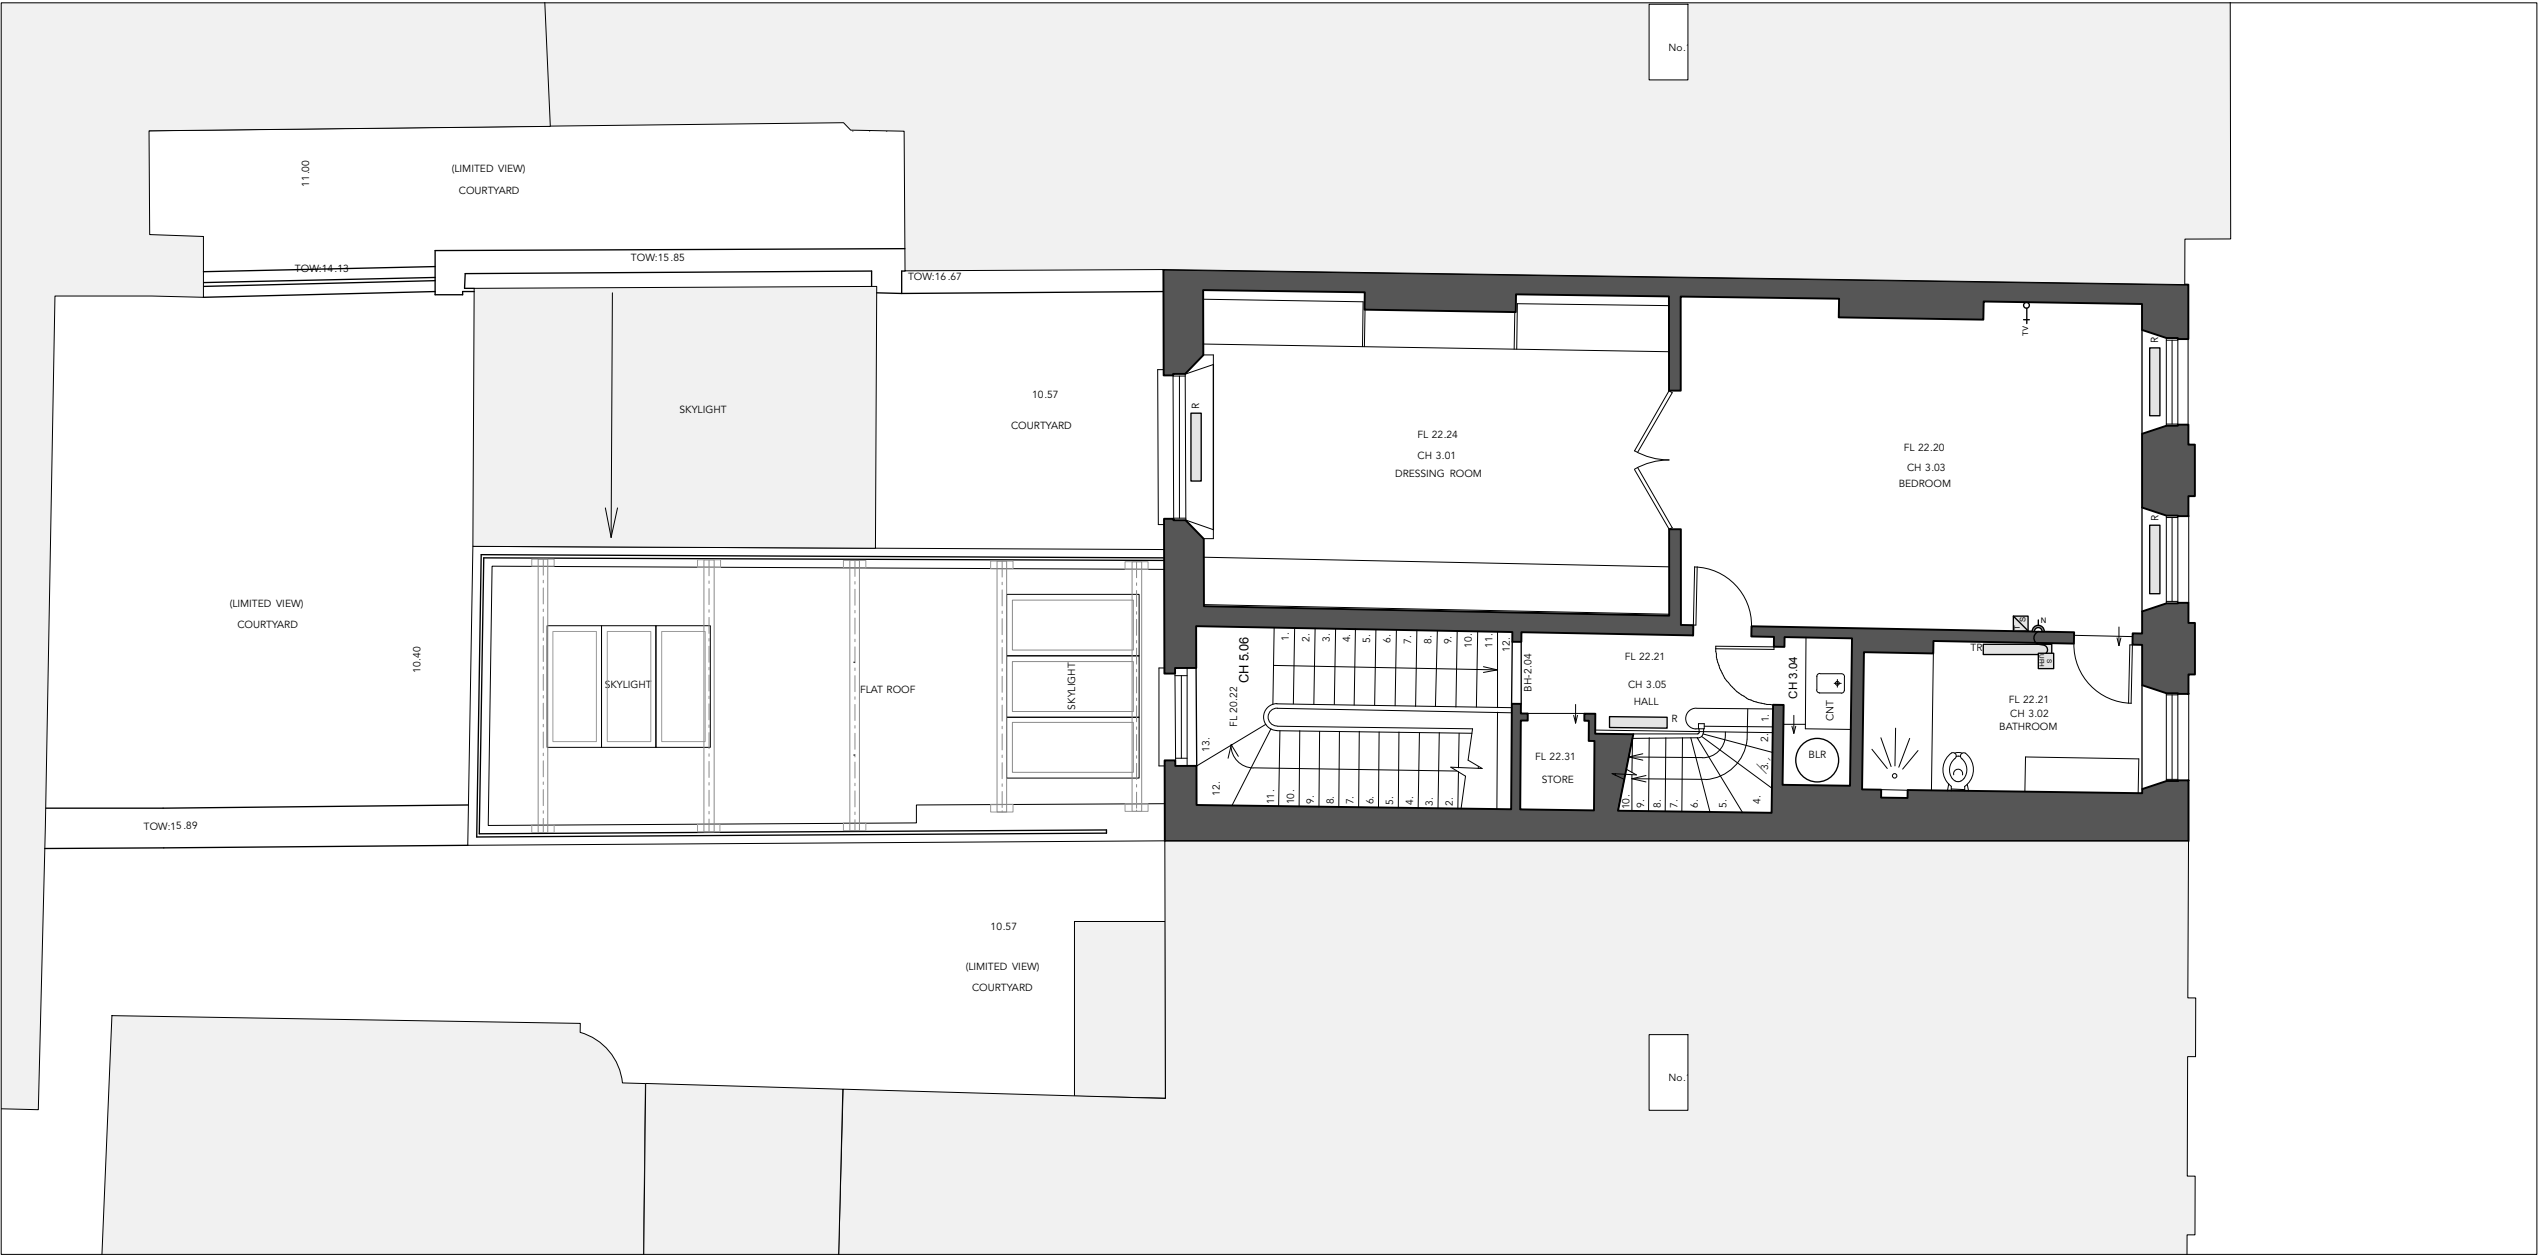 No.
11.00
(LIMITED VIEW)
COURTYARD
TOW:14.13
TOW:15.85
TOW:16.67
SKYLIGHT
10.57
COURTYARD
R
FL 22.24
CH 3.01
DRESSING ROOM
FL 22.20
CH 3.03
BEDROOM
TV
R
R
(LIMITED VIEW)
COURTYARD
10.40
SKYLIGHT
FLAT ROOF
SKYLIGHT
FL 20.22
CH 5.06
1.
2.
3.
4.
5.
6.
7.
8.
9.
10.
11.
12.
13.
12.
11.
10.
9.
8.
7.
6.
5.
4.
3.
2.
BH-2.04
FL 22.21
CH 3.05
HALL
R
FL 22.31
STORE
1.
2.
3.
4.
5.
6.
7.
8.
9.
10.
CH 3.04
CNT
BLR
TR
N
S
FL 22.21
CH 3.02
BATHROOM
TOW:15.89
10.57
(LIMITED VIEW)
COURTYARD
No.